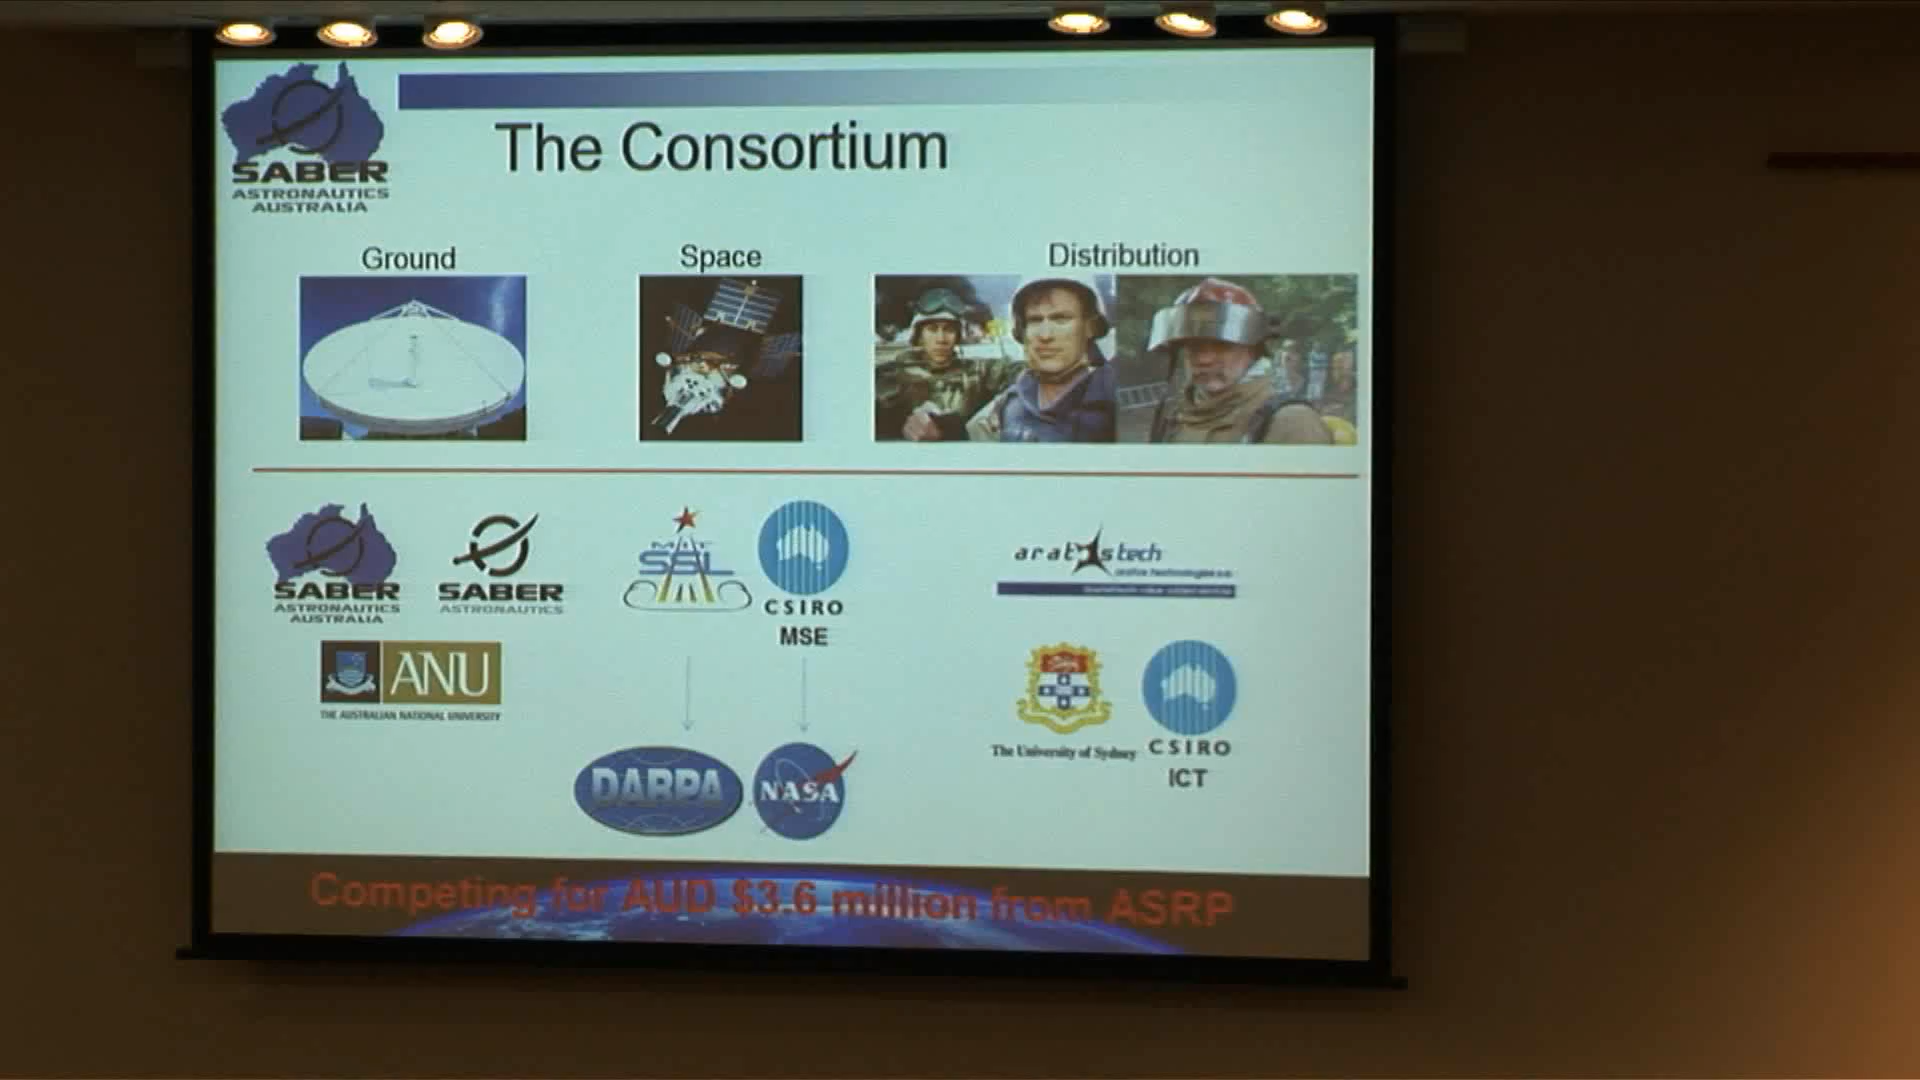 SABER
ASTRONAUTICS
AUSTRALIA
The Consortium
Ground
Space
Distribution
SABER
ASTRONAUTICS
AUSTRALIA
SABER
ASTRONAUTICS
MIT
SSL
CSIRO
MSE
aratos tech
ANU
THE AUSTRALIAN NATIONAL UNIVERSITY
The University of Sydney
CSIRO
ICT
DARPA
NASA
Competing for AUD $3.6 million from ASRP